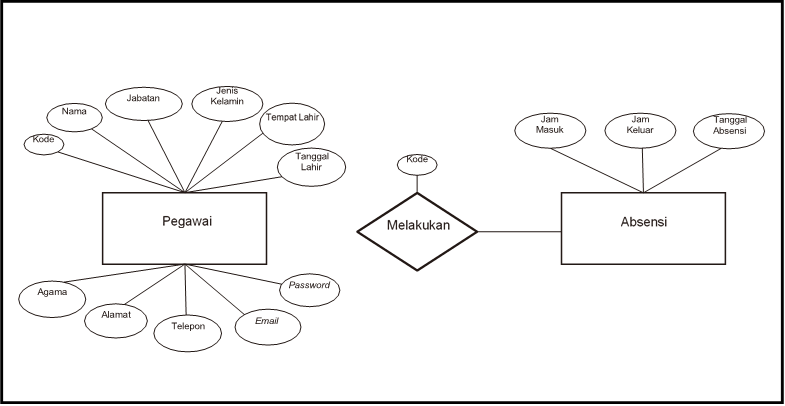 Kode
Nama
Jabatan
Jenis
Kelamin
Tempat Lahir
Tanggal
Lahir
Pegawai
Agama
Alamat
Telepon
Email
Password
Kode
Melakukan
Jam
Masuk
Jam
Keluar
Tanggal
Absensi
Absensi